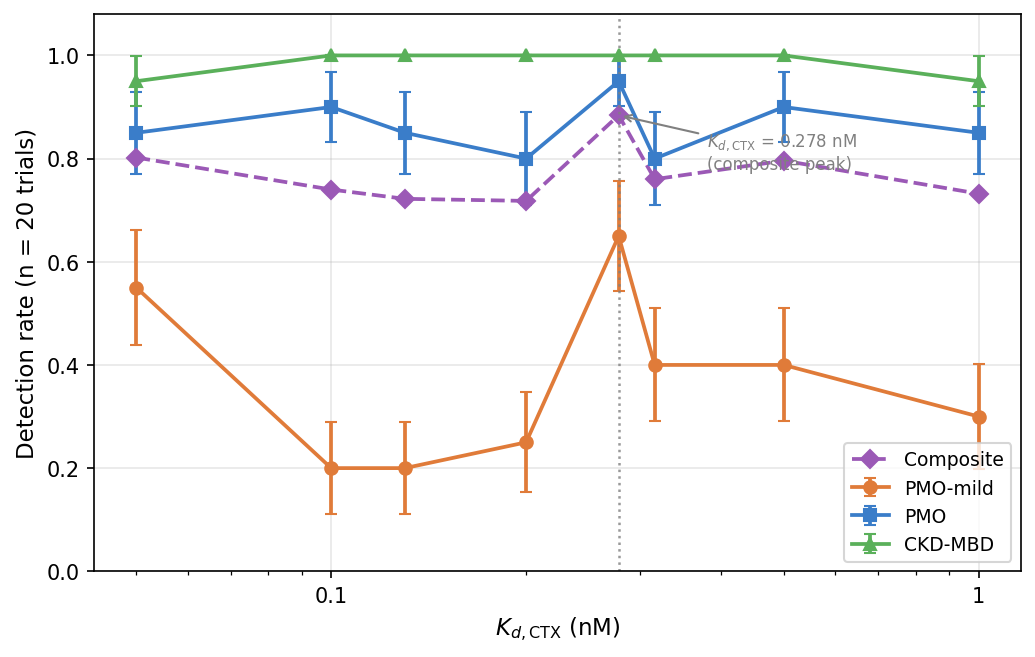 1.0
0.8
0.6
0.4
0.2
0.0
Detection rate (n = 20 trials)
K_{d,CTX} = 0.278 nM
(composite peak)
Composite
PMO-mild
PMO
CKD-MBD
0.1
1
K_{d,CTX} (nM)